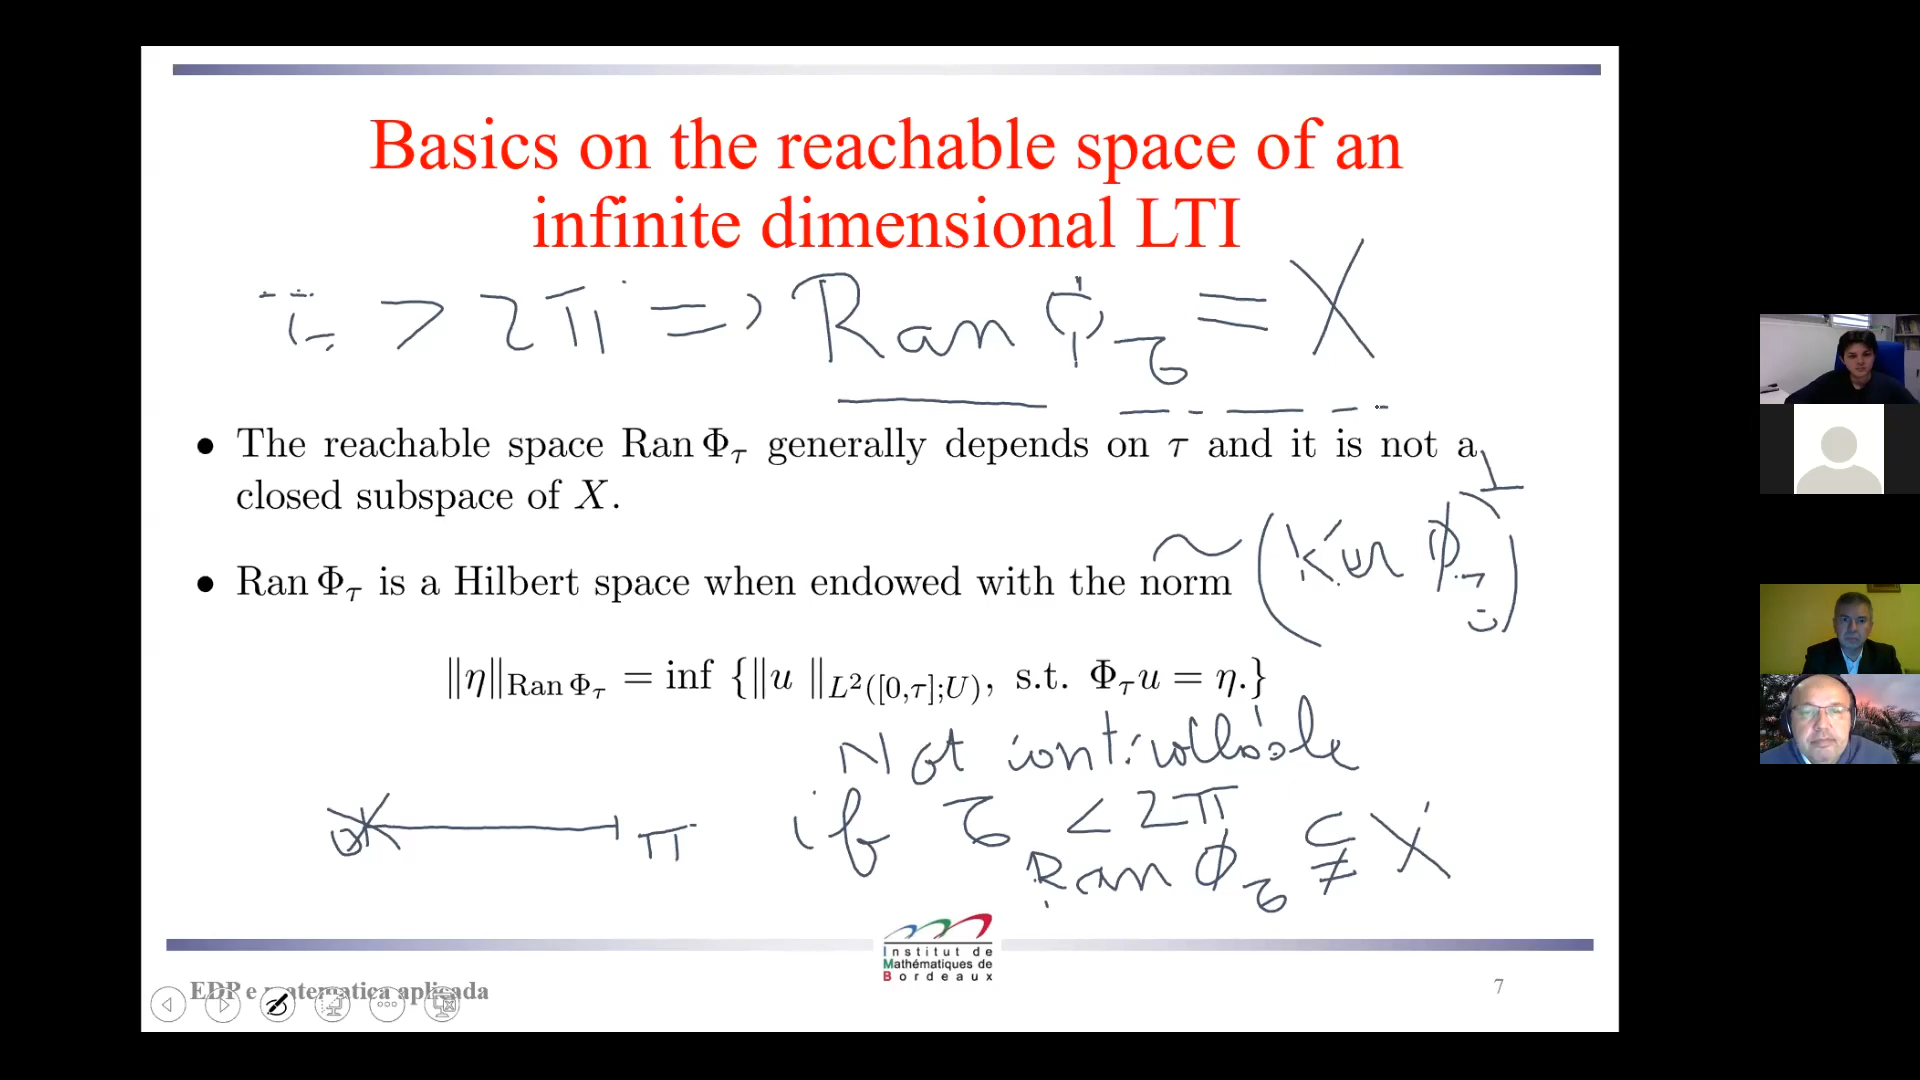 Basics on the reachable space of an
infinite dimensional LTI
τ > 2π => Ran Φ_τ = X
• The reachable space Ran Φ_τ generally depends on τ and it is not a
closed subspace of X.
• Ran Φ_τ is a Hilbert space when endowed with the norm
~ (Ker Φ_τ)^⊥
‖η‖_{Ran Φ_τ} = inf {‖u ‖_{L²([0,τ];U)}, s.t. Φ_τ u = η.}
Not controllable
if τ < 2π
Ran Φ_τ ⊊ X
0 π
Institut de
Mathématiques de
Bordeaux
EDP e matematica aplicada
7